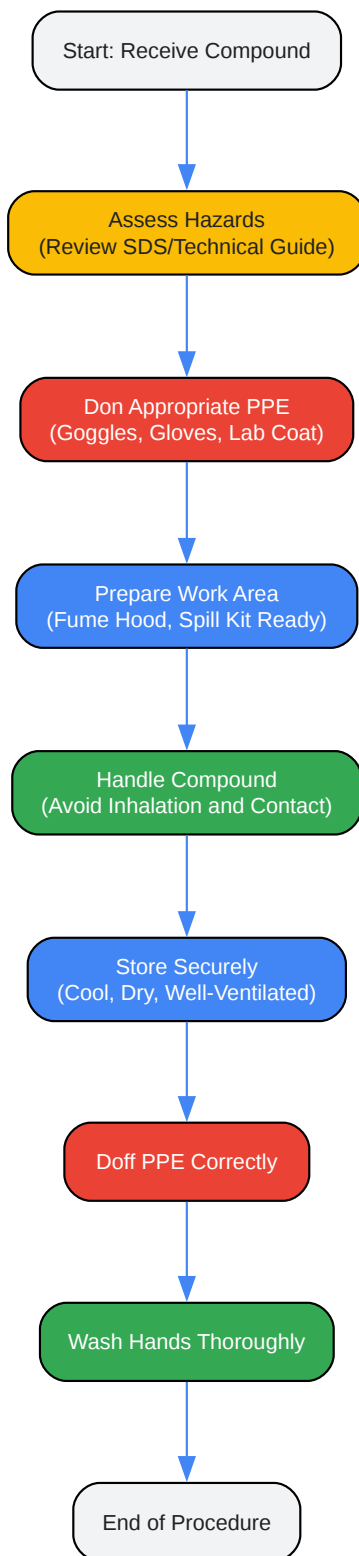 Start: Receive Compound
Assess Hazards
(Review SDS/Technical Guide)
Don Appropriate PPE
(Goggles, Gloves, Lab Coat)
Prepare Work Area
(Fume Hood, Spill Kit Ready)
Handle Compound
(Avoid Inhalation and Contact)
Store Securely
(Cool, Dry, Well-Ventilated)
Doff PPE Correctly
Wash Hands Thoroughly
End of Procedure